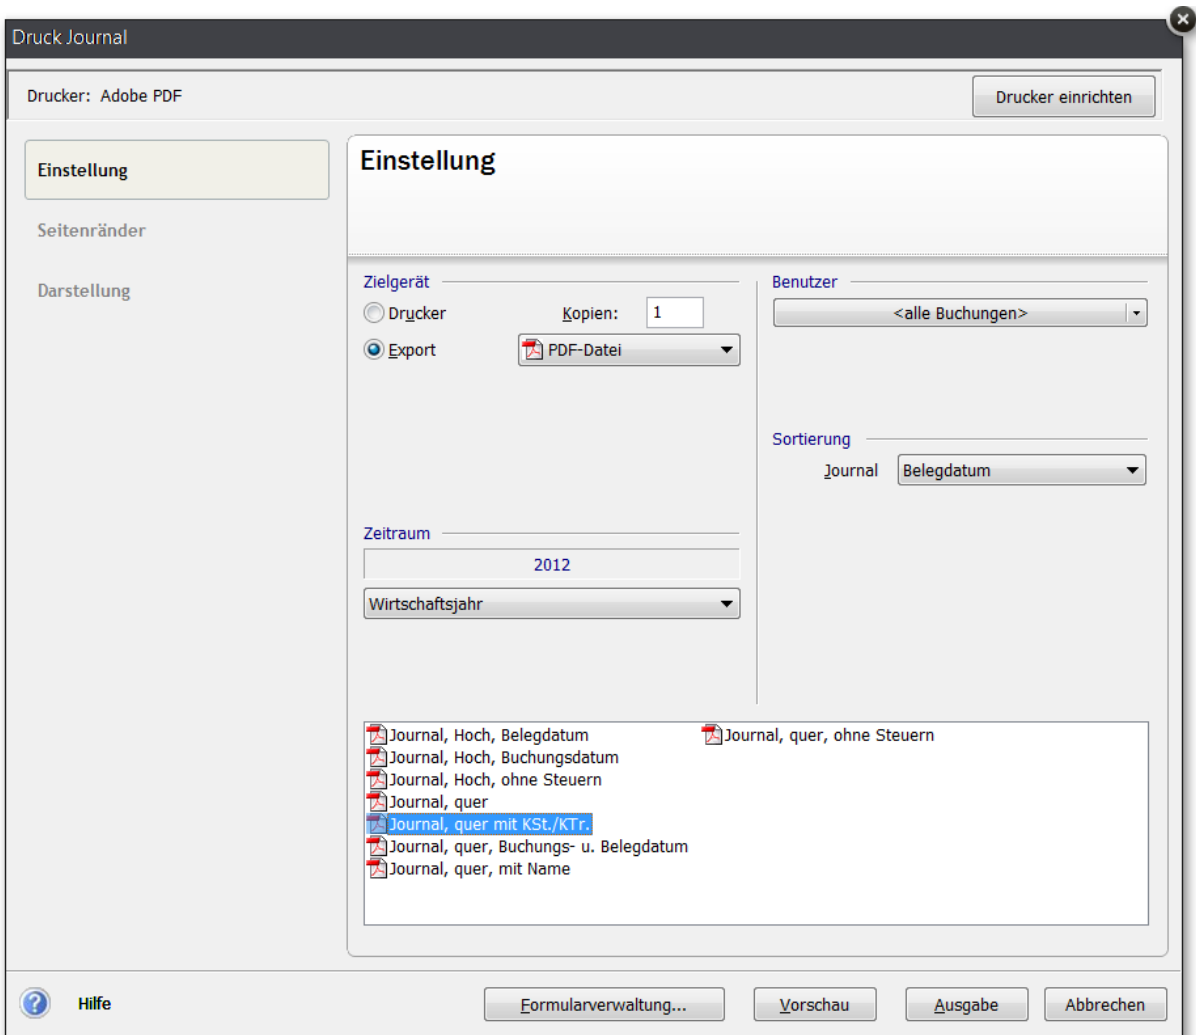 Druck Journal
Drucker: Adobe PDF
Drucker einrichten
Einstellung
Seitenränder
Darstellung
Einstellung
Zielgerät
Drucker
Kopien:
1
Export
PDF-Datei
Benutzer
<alle Buchungen>
Sortierung
Journal
Belegdatum
Zeitraum
2012
Wirtschaftsjahr
Journal, Hoch, Belegdatum
Journal, Hoch, Buchungsdatum
Journal, Hoch, ohne Steuern
Journal, quer
Journal, quer mit KSt./KTr.
Journal, quer, Buchungs- u. Belegdatum
Journal, quer, mit Name
Journal, quer, ohne Steuern
Hilfe
Formularverwaltung...
Vorschau
Ausgabe
Abbrechen